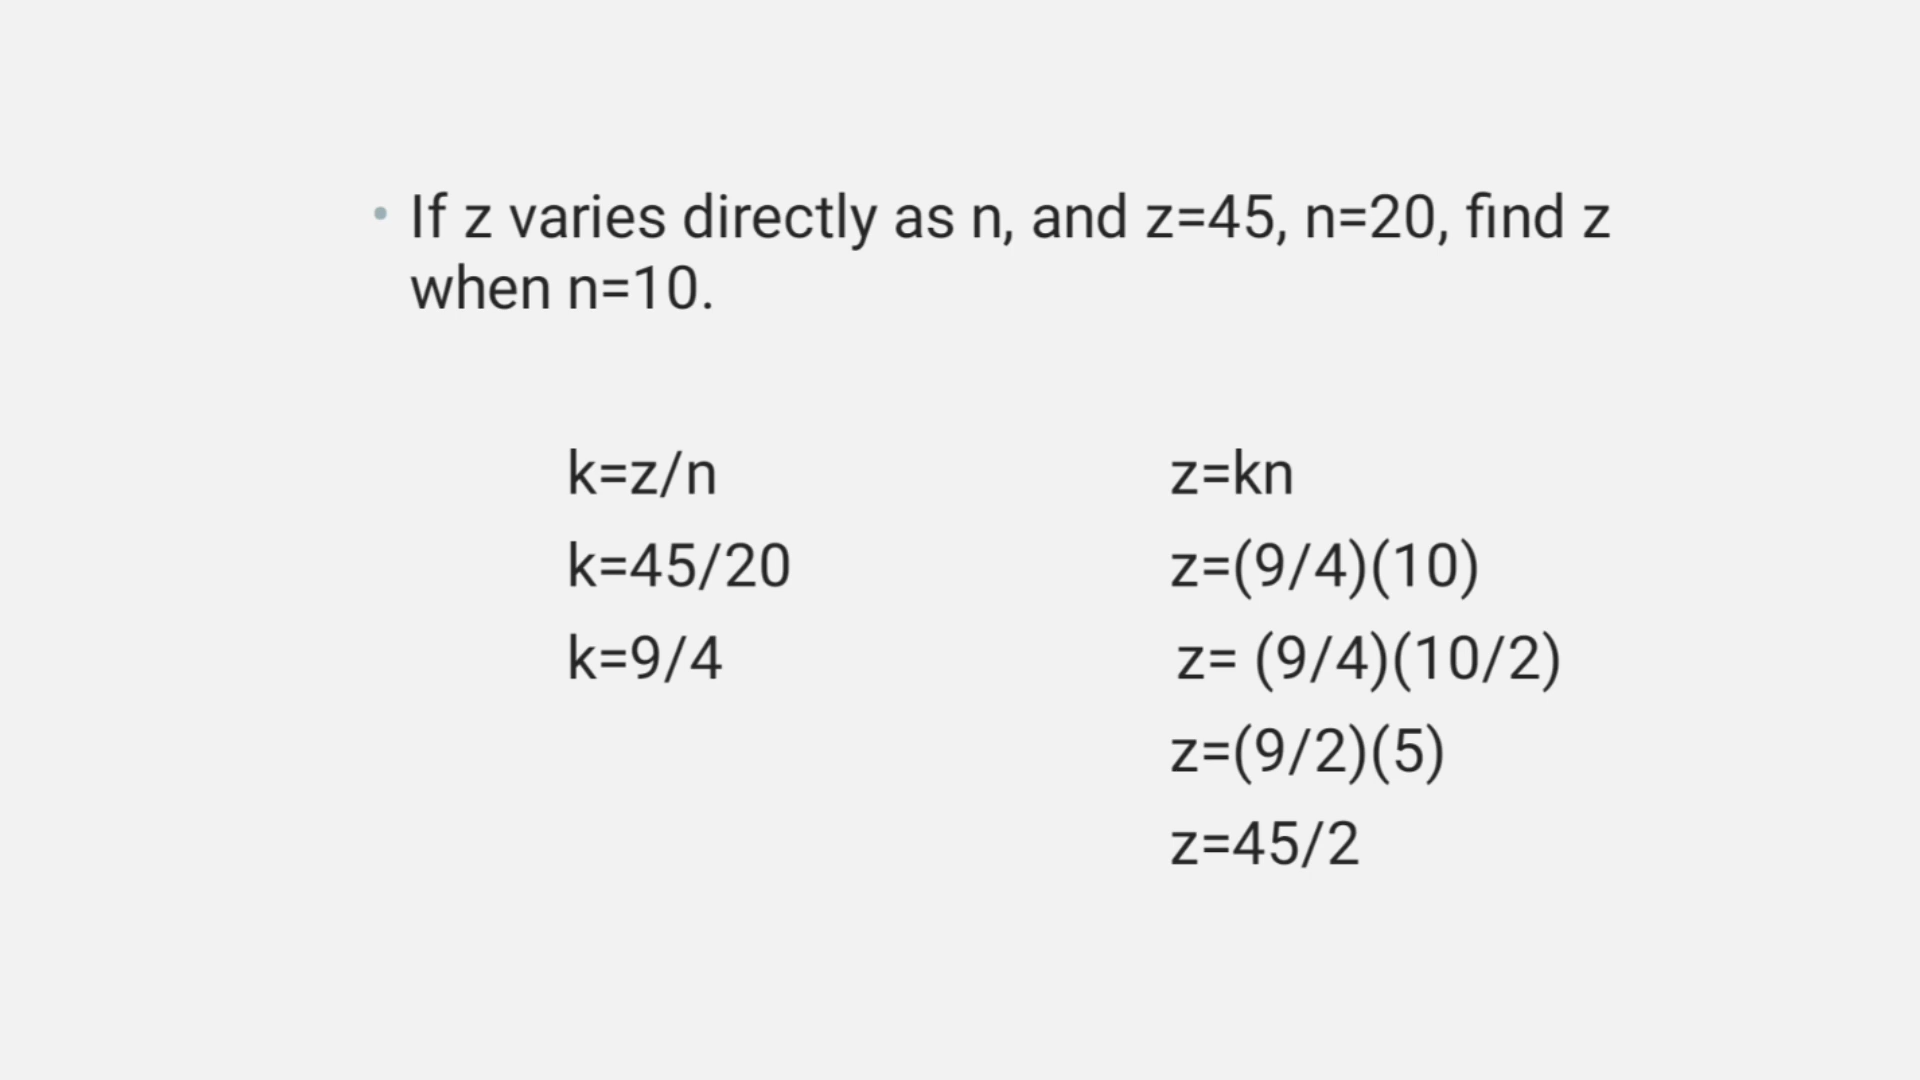 • If z varies directly as n, and z=45, n=20, find z
when n=10.
k=z/n
k=45/20
k=9/4
z=kn
z=(9/4)(10)
z= (9/4)(10/2)
z=(9/2)(5)
z=45/2